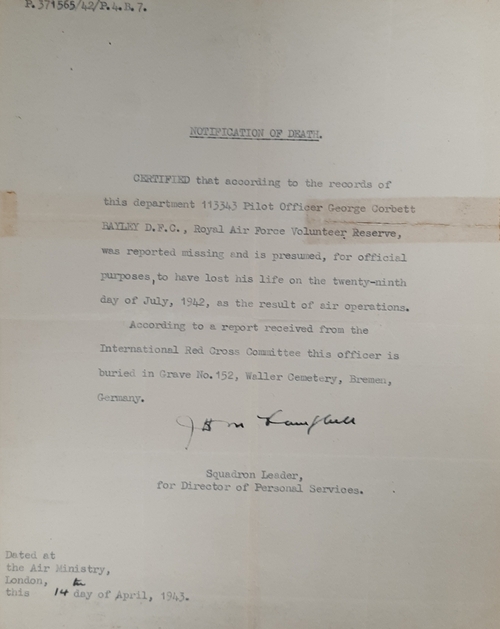 P.371565/42/P.4.B.7.
NOTIFICATION OF DEATH.
CERTIFIED that according to the records of
this department 113343 Pilot Officer George Corbett
BAYLEY D.F.C., Royal Air Force Volunteer Reserve,
was reported missing and is presumed, for official
purposes, to have lost his life on the twenty-ninth
day of July, 1942, as the result of air operations.
According to a report received from the
International Red Cross Committee this officer is
buried in Grave No.152, Waller Cemetery, Bremen,
Germany.
Campbell
Squadron Leader,
for Director of Personal Services.
Dated at
the Air Ministry,
London,
this 14th day of April, 1943.